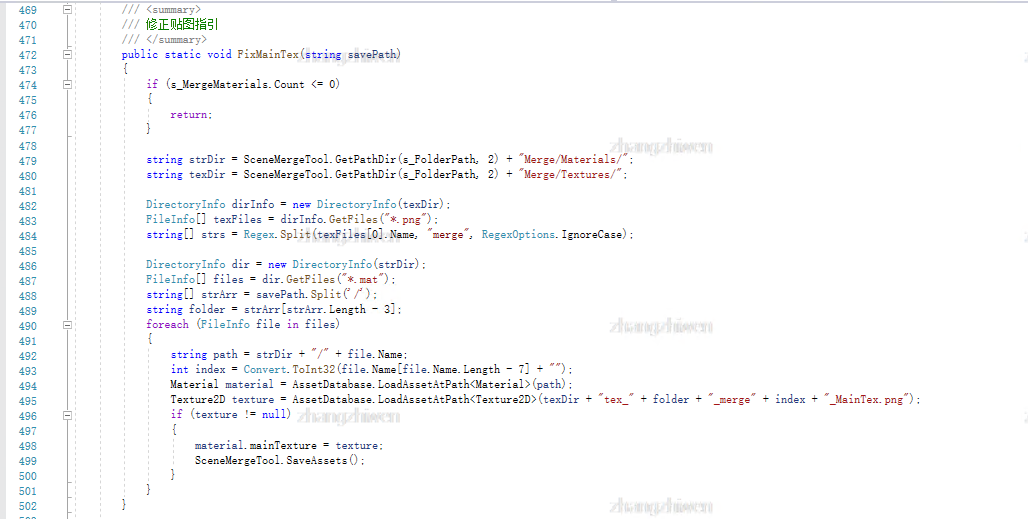 469 /// <summary>
470 /// 修正贴图指引
471 /// </summary>
472 public static void FixMainTex(string savePath)
473 {
474 if (s_MergeMaterials.Count <= 0)
475 {
476 return;
477 }
478 zhangzhiwen
479 string strDir = SceneMergeTool.GetPathDir(s_FolderPath, 2) + "Merge/Materials/";
480 string texDir = SceneMergeTool.GetPathDir(s_FolderPath, 2) + "Merge/Textures/";
481
482 DirectoryInfo dirInfo = new DirectoryInfo(texDir);
483 FileInfo[] texFiles = dirInfo.GetFiles("*.png");
484 string[] strs = Regex.Split(texFiles[0].Name, "merge", RegexOptions.IgnoreCase);
485
486 DirectoryInfo dir = new DirectoryInfo(strDir);
487 FileInfo[] files = dir.GetFiles("*.mat");
488 string[] strArr = savePath.Split('/');
489 string folder = strArr[strArr.Length - 3];
490 foreach (FileInfo file in files) zhangzhiwen
491 {
492 string path = strDir + "/" + file.Name;
493 int index = Convert.ToInt32(file.Name[file.Name.Length - 7] + "");
494 Material material = AssetDatabase.LoadAssetAtPath<Material>(path);
495 Texture2D texture = AssetDatabase.LoadAssetAtPath<Texture2D>(texDir + "tex_" + folder + "_merge" + index + "_MainTex.png");
496 if (texture != null) zhangzhiwen
497 {
498 material.mainTexture = texture;
499 SceneMergeTool.SaveAssets();
500 }
501 }
502 } zhangzhiwen